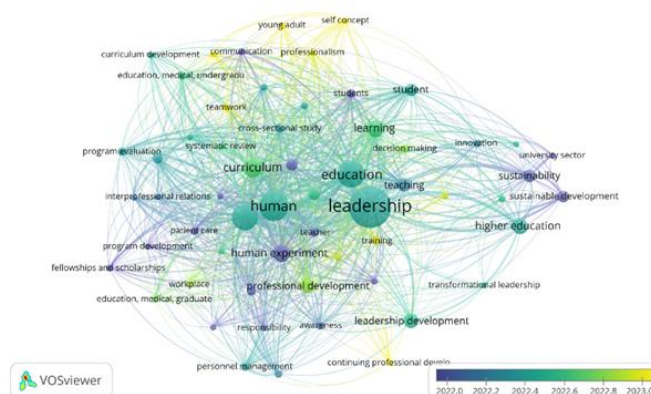 self concept
young adult
curriculum development
communication
professionalism
education, medical, undergradu
students
student
teamwork
cross-sectional study
learning
systematic review
decision making
innovation
program evaluation
curriculum
university sector
education
teaching
sustainability
interprofessional relations
sustainable development
human
leadership
patient care
teacher
higher education
program development
training
human experiment
fellowships and scholarships
workplace
professional development
transformational leadership
education, medical, graduate
responsibility
awareness
leadership development
personnel management
continuing professional develo
VOSviewer
2022.0 2022.2 2022.4 2022.6 2022.8 2023.0